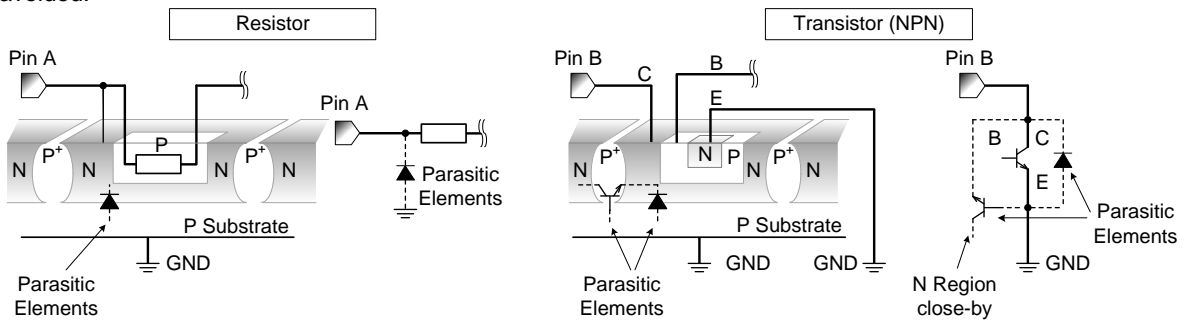 Resistor
Transistor (NPN)
Pin A
Pin A
N
P+
N
P
N
P+
N
Parasitic
Elements
P Substrate
GND
Parasitic
Elements
Pin B
C
B
E
N
P+
N
N
P
P+
N
P Substrate
GND
GND
Parasitic
Elements
Pin B
B
C
E
Parasitic
Elements
GND
N Region
close-by